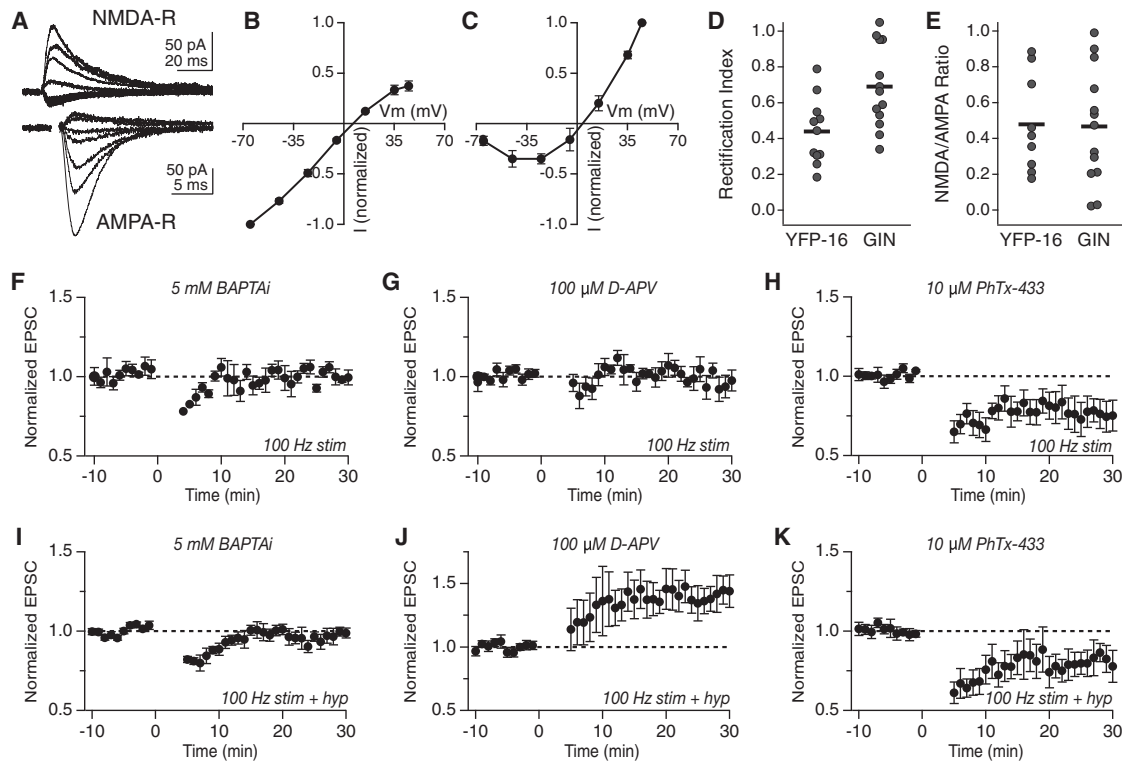 A
NMDA-R
50 pA
20 ms
50 pA
5 ms
AMPA-R
B
1.0
0.5
Vm (mV)
-70
-35
35
70
-0.5
-1.0
I (normalized)
C
1.0
0.5
Vm (mV)
-7
-35
35
70
-0.5
-1.0
I (normalized)
D
Rectification Index
1.0
0.8
0.6
0.4
0.2
0.0
YFP-16
GIN
E
NMDA/AMPA Ratio
1.0
0.8
0.6
0.4
0.2
0.0
YFP-16
GIN
F
5 mM BAPTAi
Normalized EPSC
1.5
1.0
0.5
100 Hz stim
-10
0
10
20
30
Time (min)
G
100 µM D-APV
Normalized EPSC
1.5
1.0
0.5
100 Hz stim
-10
0
10
20
30
Time (min)
H
10 µM PhTx-433
Normalized EPSC
1.5
1.0
0.5
100 Hz stim
-10
0
10
20
30
Time (min)
I
5 mM BAPTAi
Normalized EPSC
1.5
1.0
0.5
100 Hz stim + hyp
-10
0
10
20
30
Time (min)
J
100 µM D-APV
Normalized EPSC
1.5
1.0
0.5
100 Hz stim + hyp
-10
0
10
20
30
Time (min)
K
10 µM PhTx-433
Normalized EPSC
1.5
1.0
0.5
100 Hz stim + hyp
-10
0
10
20
30
Time (min)